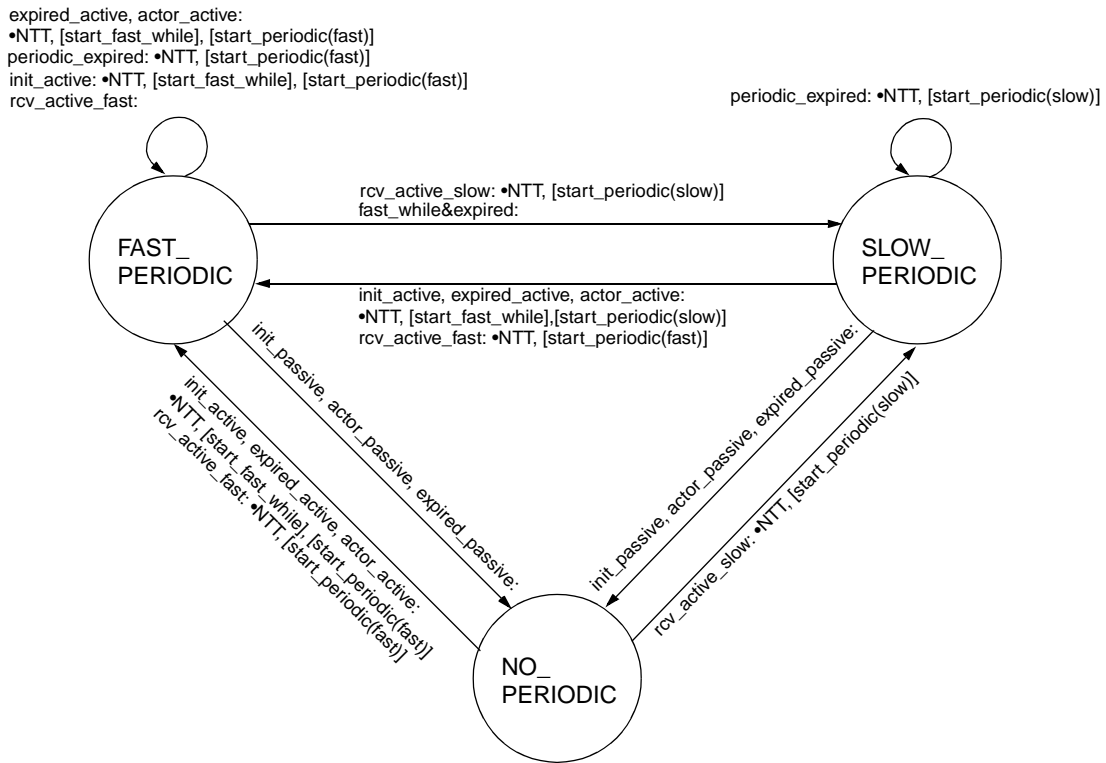 expired_active, actor_active:
•NTT, [start_fast_while], [start_periodic(fast)]
periodic_expired: •NTT, [start_periodic(fast)]
init_active: •NTT, [start_fast_while], [start_periodic(fast)]
rcv_active_fast:
periodic_expired: •NTT, [start_periodic(slow)]
rcv_active_slow: •NTT, [start_periodic(slow)]
fast_while&expired:
FAST_
PERIODIC
SLOW_
PERIODIC
init_active, expired_active, actor_active:
•NTT, [start_fast_while],[start_periodic(slow)]
rcv_active_fast: •NTT, [start_periodic(fast)]
init_passive, actor_passive, expired_passive:
init_active, expired_active, actor_active:
•NTT, [start_fast_while], [start_periodic(fast)]
rcv_active_fast: •NTT, [start_periodic(fast)]
init_passive, actor_passive, expired_passive:
rcv_active_slow: •NTT, [start_periodic(slow)]
NO_
PERIODIC